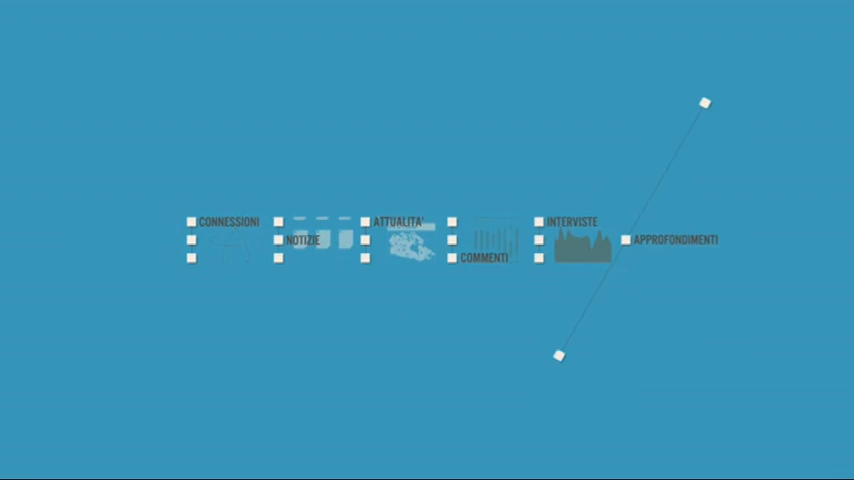 CONNESSIONI
NOTIZIE
ATTUALITA'
COMMENTI
INTERVISTE
APPROFONDIMENTI